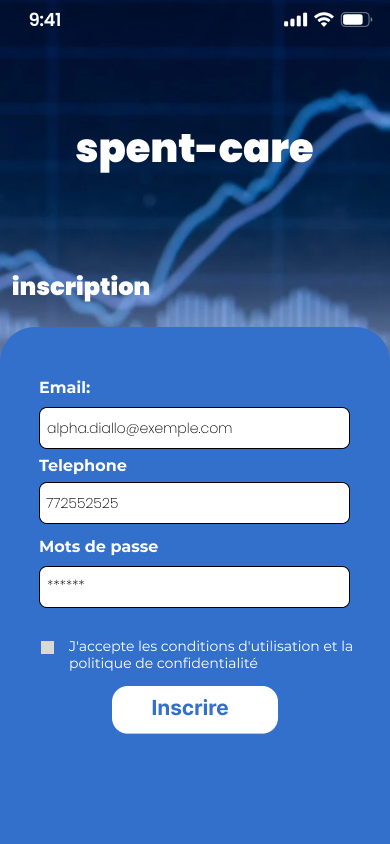 9:41
spent-care
inscription
Email:
alpha.diallo@exemple.com
Telephone
772552525
Mots de passe
******
J'accepte les conditions d'utilisation et la
politique de confidentialité
Inscrire